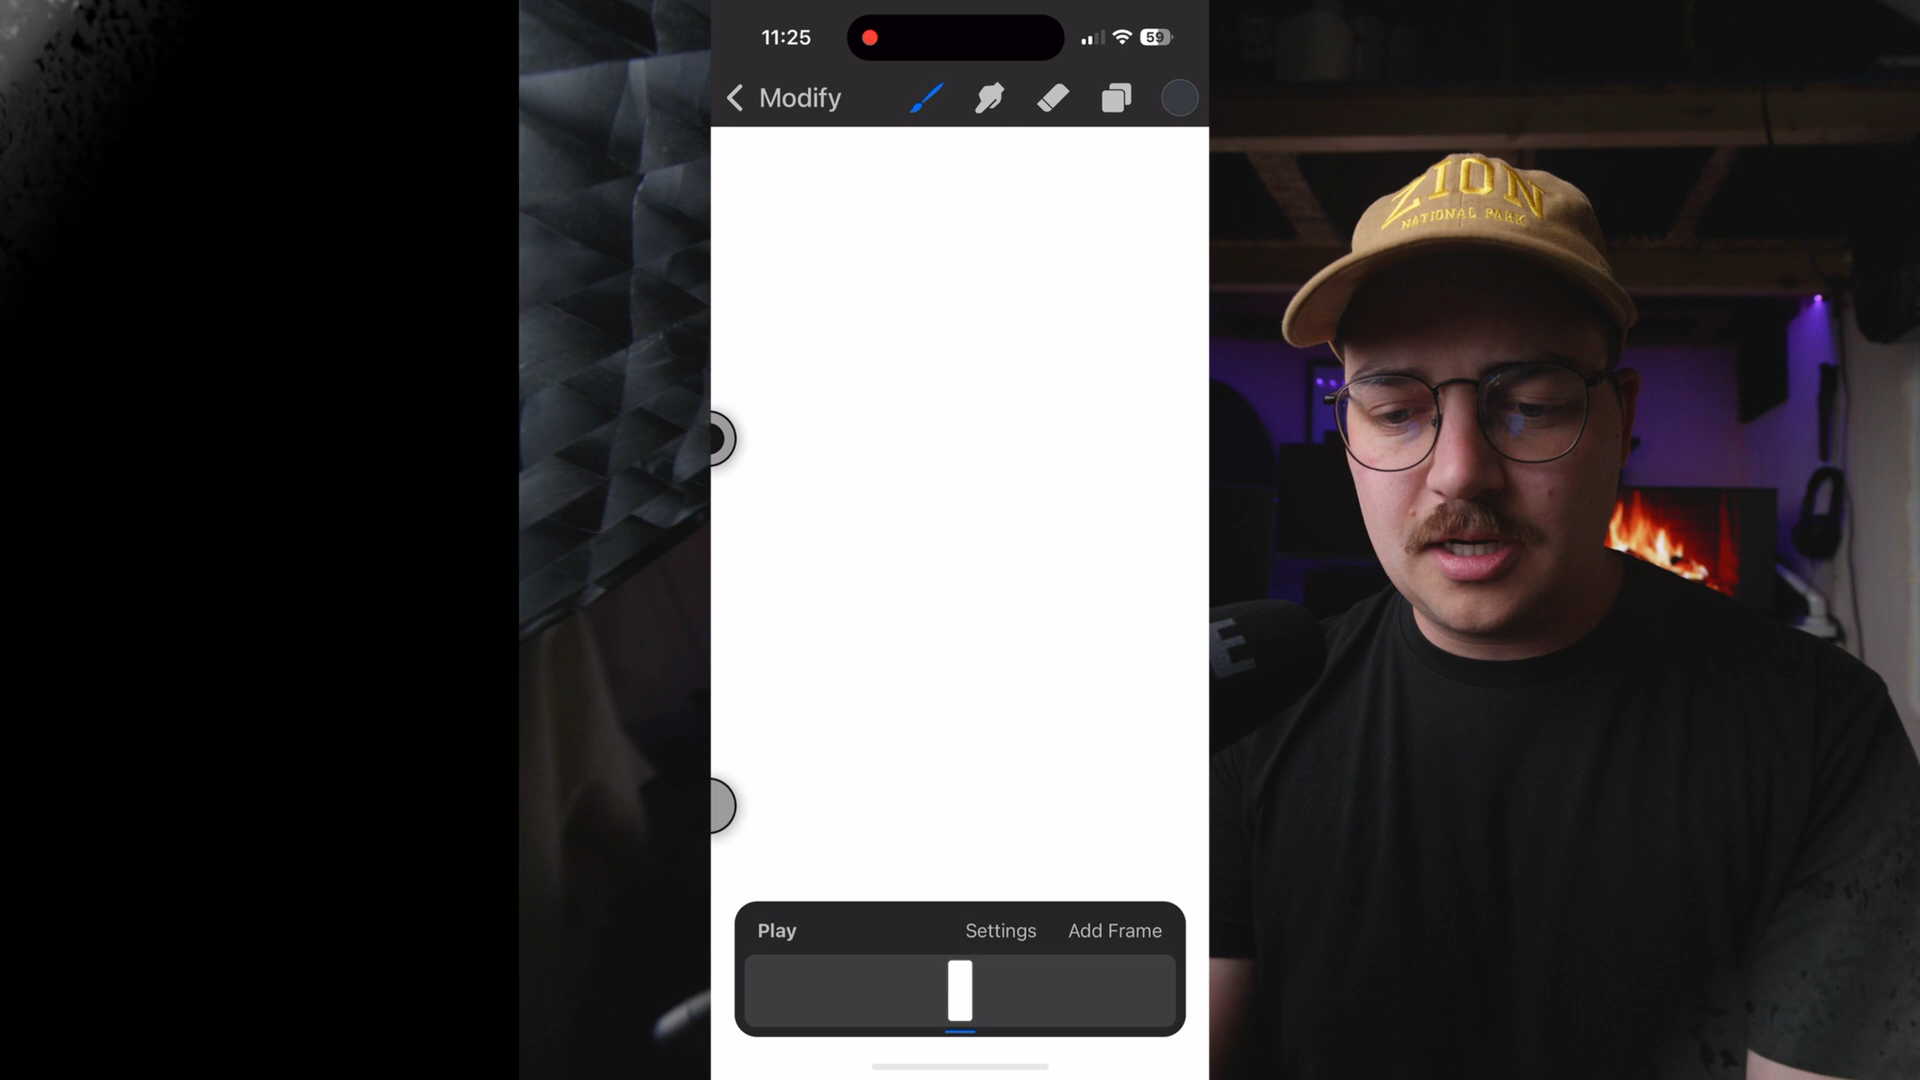 11:25
59
Modify
ZION
NATIONAL PARK
E
Play
Settings
Add Frame